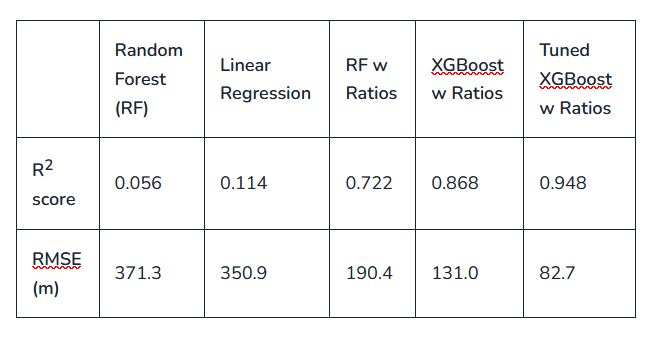 Random Forest (RF) Linear Regression RF w Ratios XGBoost w Ratios Tuned XGBoost w Ratios
R² score 0.056 0.114 0.722 0.868 0.948
RMSE (m) 371.3 350.9 190.4 131.0 82.7